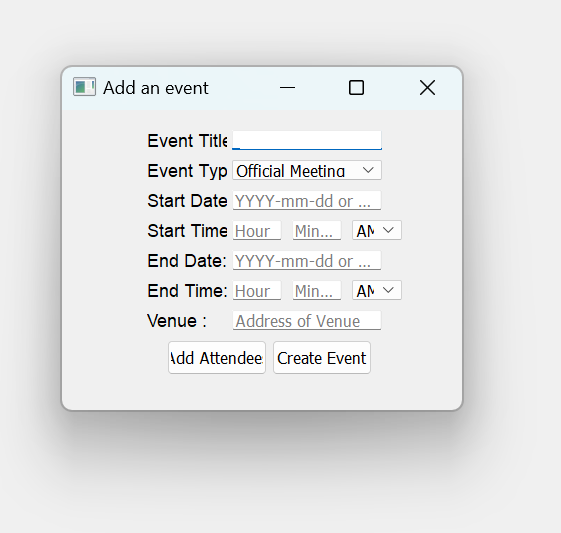 Add an event
Event Title
Event Typ Official Meeting
Start Date YYYY-mm-dd or ...
Start Time Hour Min... AM
End Date: YYYY-mm-dd or ...
End Time: Hour Min... AM
Venue : Address of Venue
Add Attendee Create Event